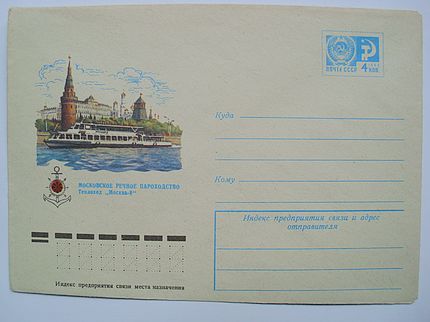 ПОЧТА СССР 4 КОП.
Куда
Кому
МОСКОВСКОЕ РЕЧНОЕ ПАРОХОДСТВО
Теплоход „Москва-8“
Индекс предприятия связи и адрес
отправителя
Индекс предприятия связи места назначения